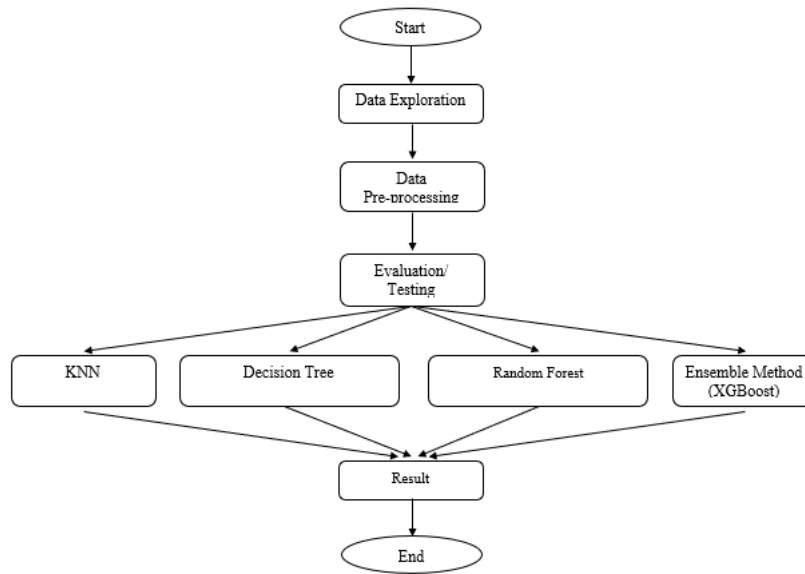 Start
Data Exploration
Data
Pre-processing
Evaluation/
Testing
KNN
Decision Tree
Random Forest
Ensemble Method
(XGBoost)
Result
End